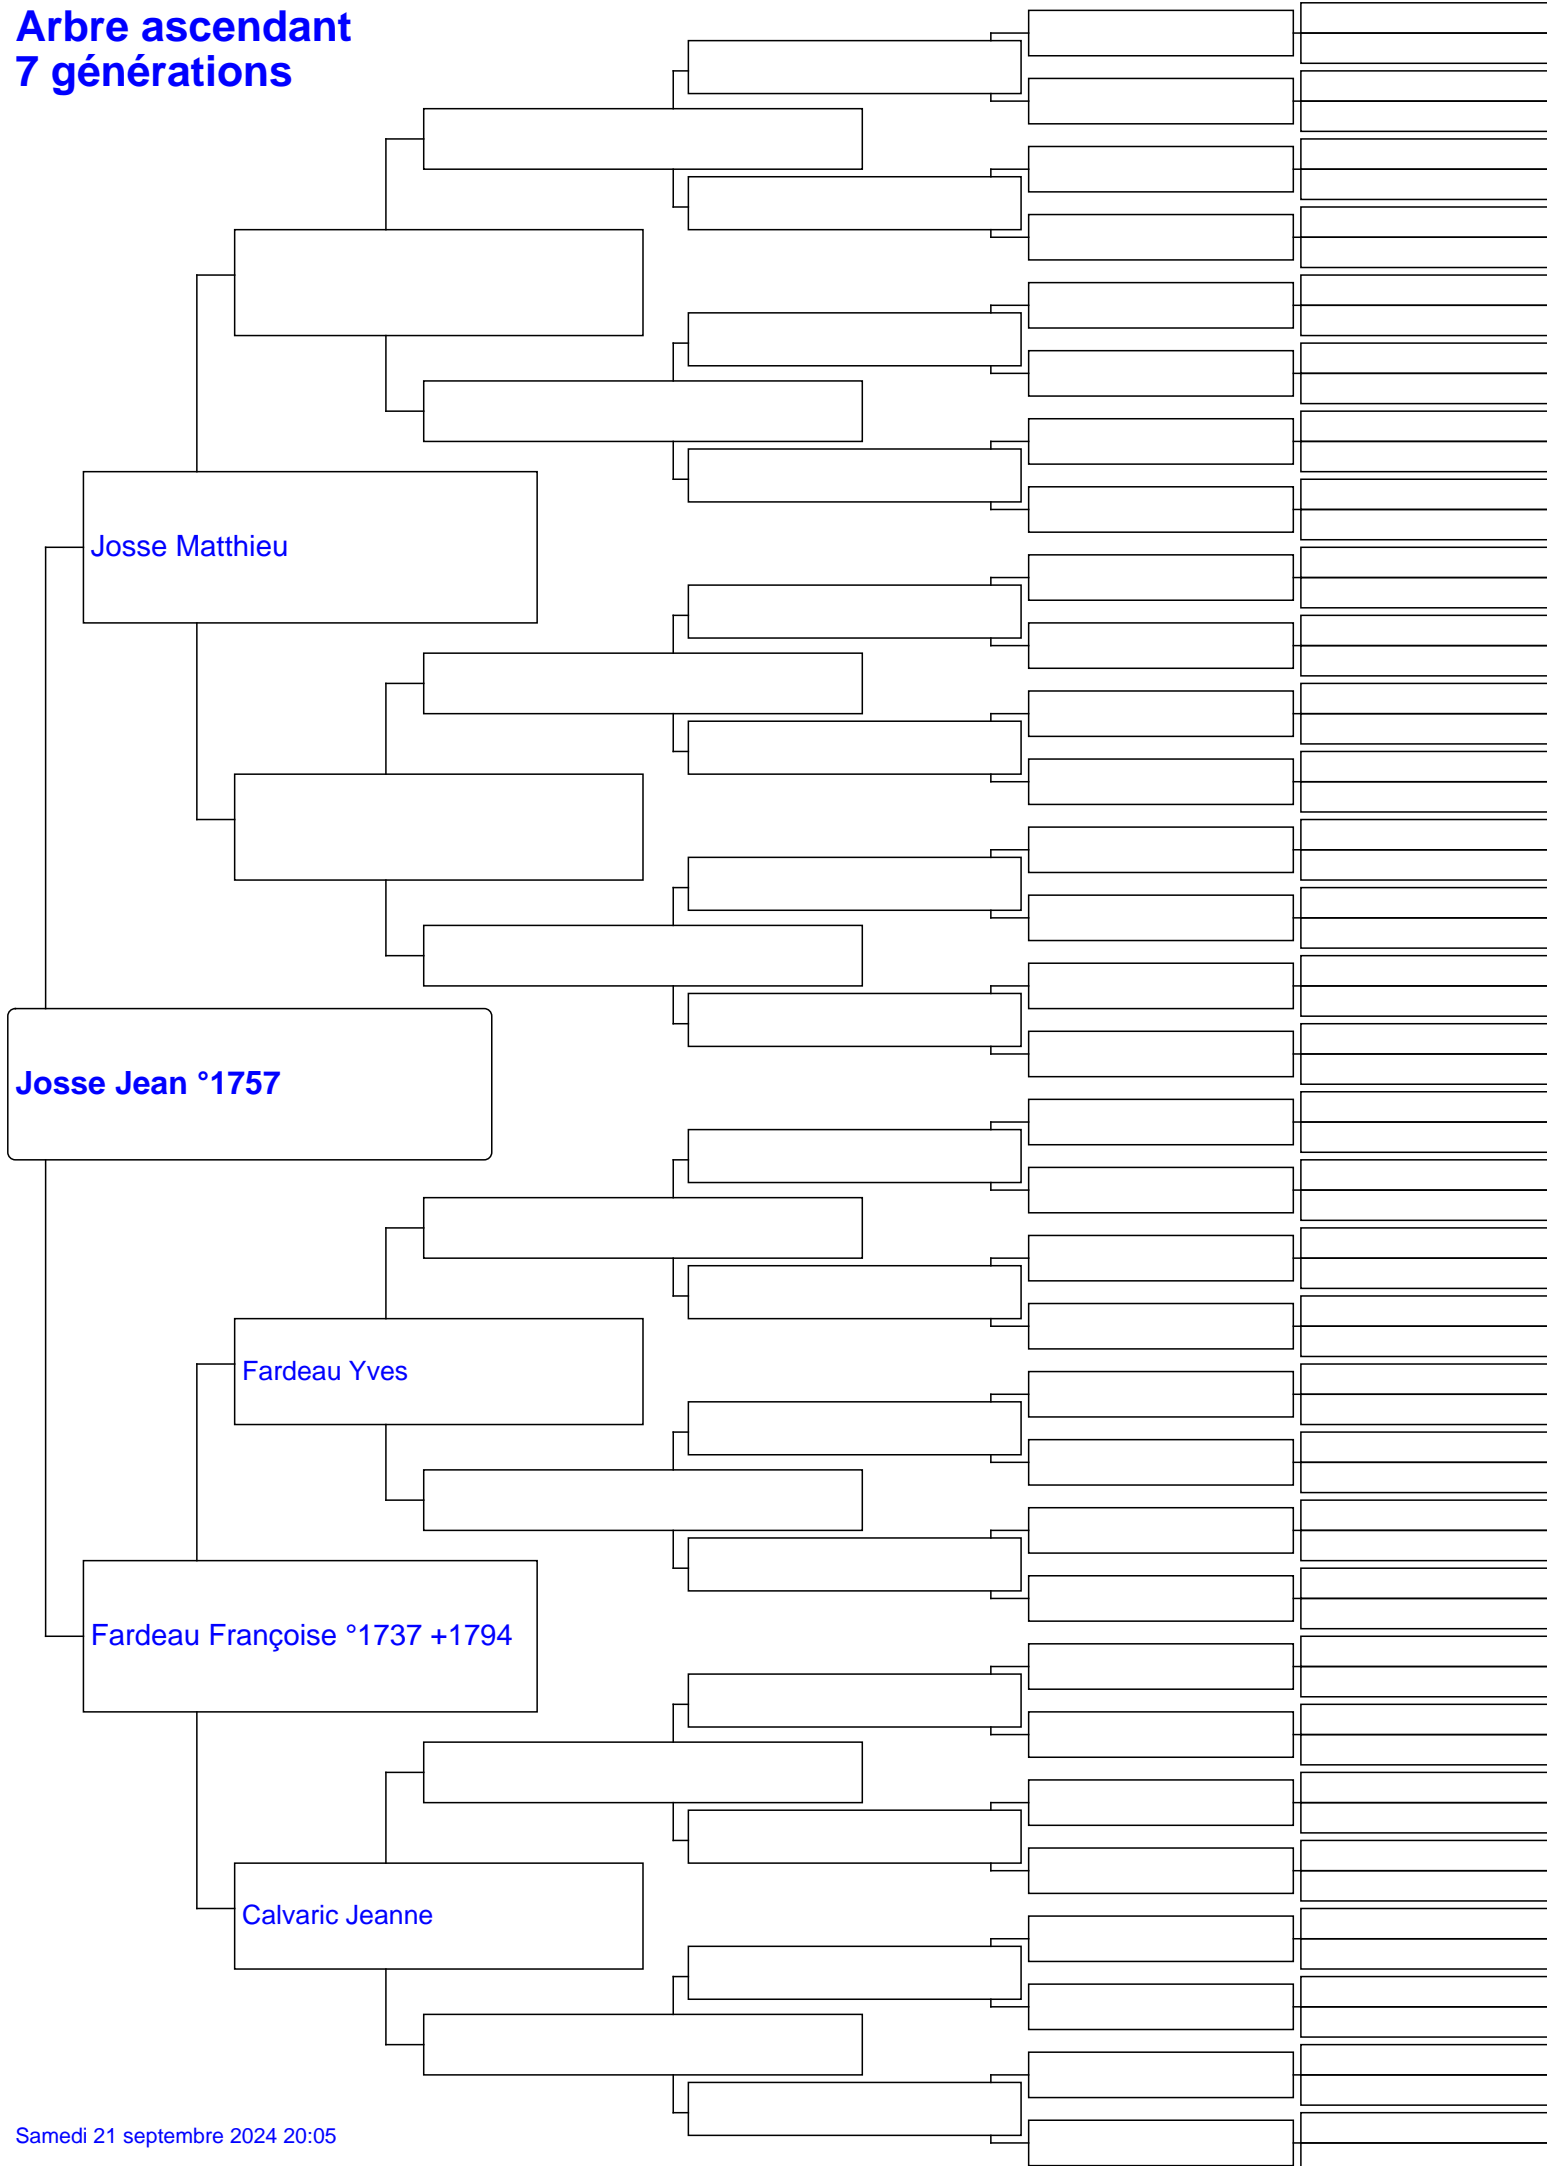 Arbre ascendant
7 générations
Josse Matthieu
Josse Jean °1757
Fardeau Yves
Fardeau Françoise °1737 +1794
Calvaric Jeanne
Samedi 21 septembre 2024 20:05